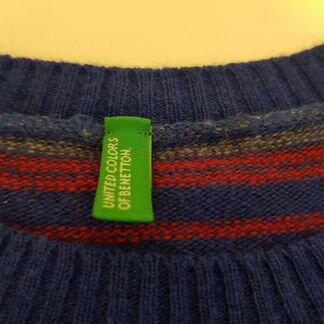 UNITED COLORS
OF BENETTON.